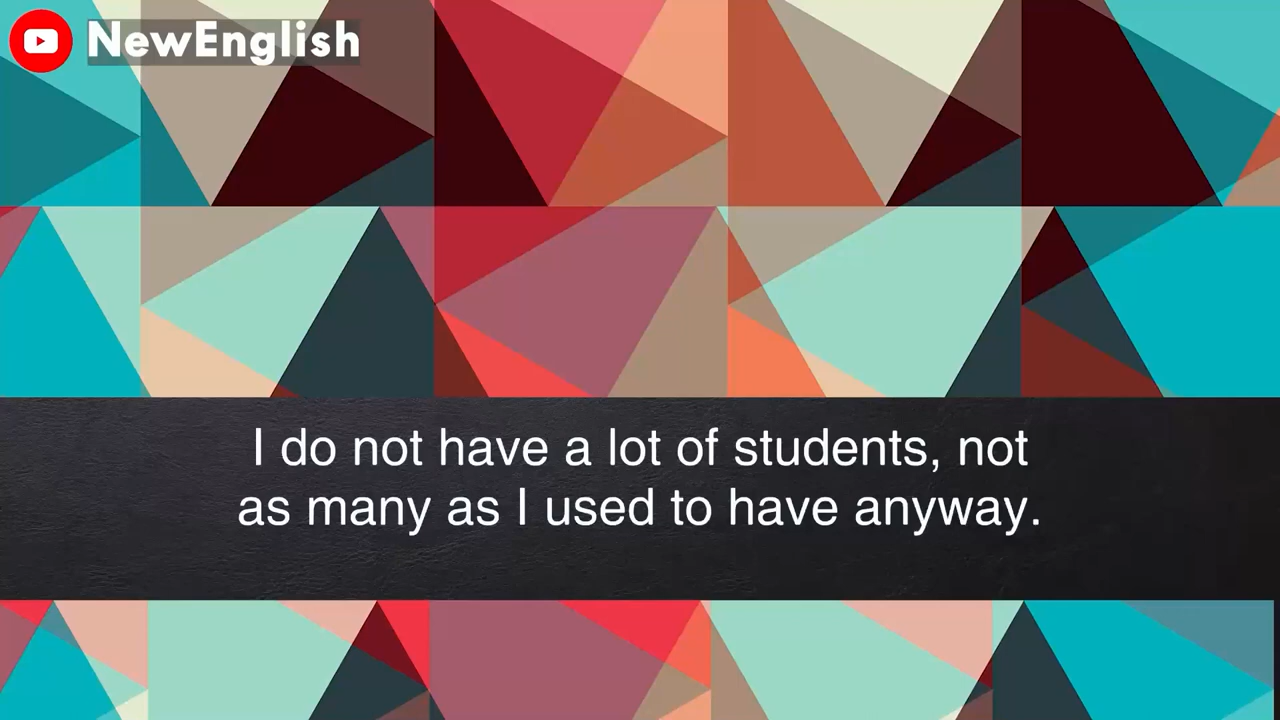 NewEnglish
I do not have a lot of students, not
as many as I used to have anyway.